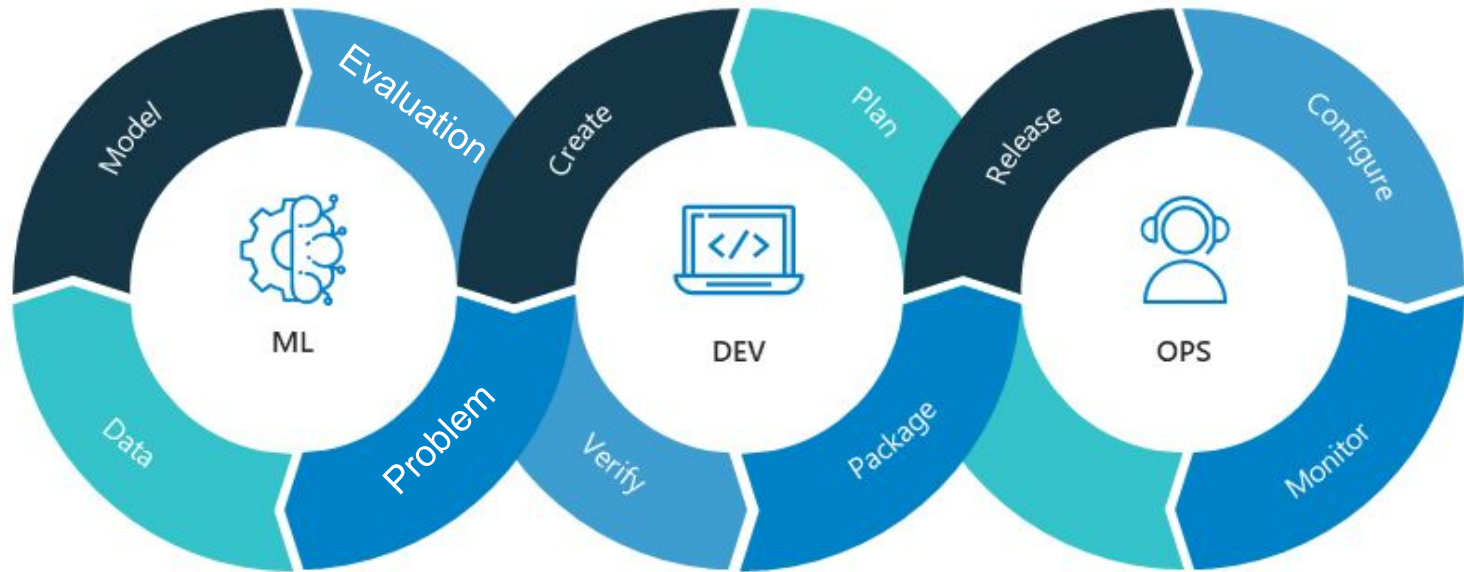 Model
Evaluation
Create
Plan
Release
Configure
ML
DEV
OPS
Data
Problem
Verify
Package
Monitor